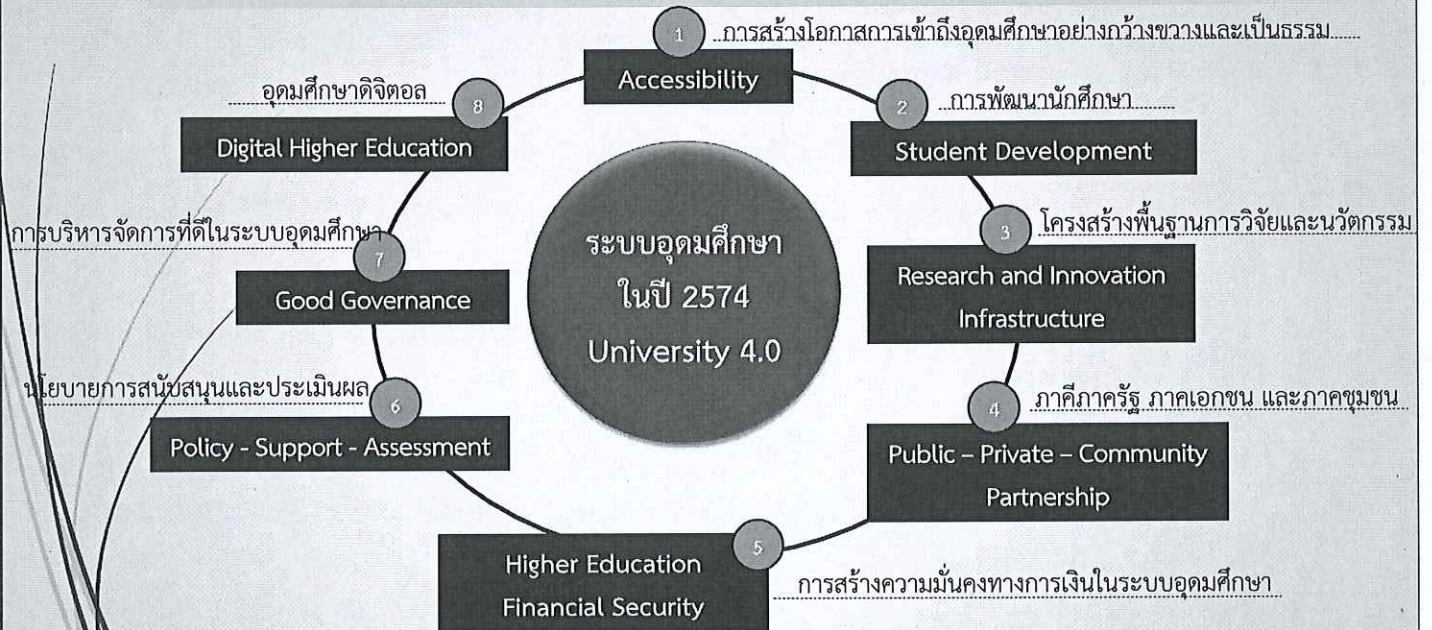 1 ..การสร้างโอกาสการเข้าถึงอุดมศึกษาอย่างกว้างขวางและเป็นธรรม......
Accessibility
2 ..การพัฒนานักศึกษา........
Student Development
3 โครงสร้างพื้นฐานการวิจัยและนวัตกรรม
Research and Innovation
Infrastructure
4 ภาคีภาครัฐ ภาคเอกชน และภาคชุมชน
Public – Private – Community
Partnership
5 การสร้างความมั่นคงทางการเงินในระบบอุดมศึกษา
Higher Education
Financial Security
6 นโยบายการสนับสนุนและประเมินผล
Policy - Support - Assessment
7 การบริหารจัดการที่ดีในระบบอุดมศึกษา
Good Governance
8 อุดมศึกษาดิจิตอล
Digital Higher Education
ระบบอุดมศึกษา
ในปี 2574
University 4.0